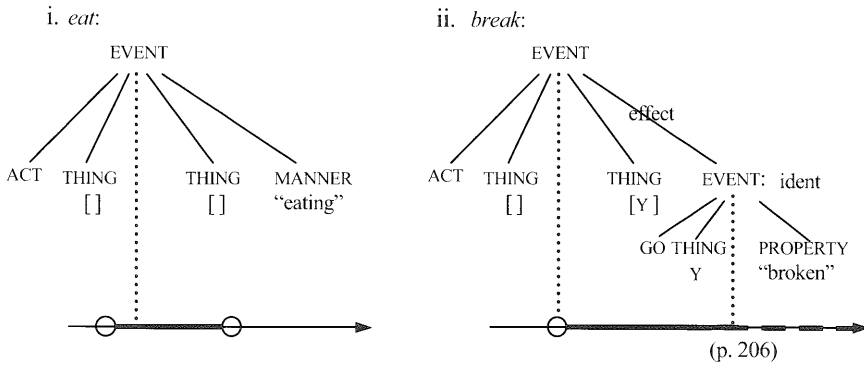 i. eat:
EVENT
ACT THING THING MANNER
[ ] [ ] “eating”
ii. break:
EVENT
effect
ACT THING THING EVENT: ident
[ ] [Y]
GO THING PROPERTY
Y “broken”
(p. 206)